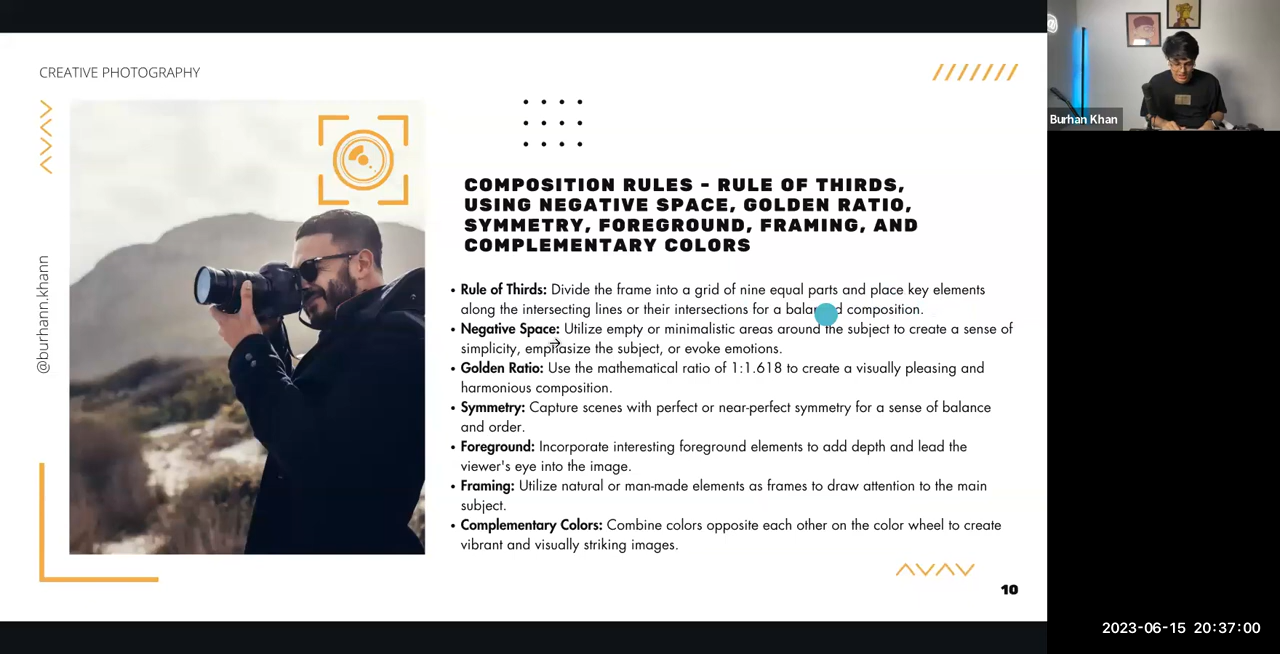 CREATIVE PHOTOGRAPHY
@burhann.khann
COMPOSITION RULES - RULE OF THIRDS,
USING NEGATIVE SPACE, GOLDEN RATIO,
SYMMETRY, FOREGROUND, FRAMING, AND
COMPLEMENTARY COLORS
• Rule of Thirds: Divide the frame into a grid of nine equal parts and place key elements
along the intersecting lines or their intersections for a balanced composition.
• Negative Space: Utilize empty or minimalistic areas around the subject to create a sense of
simplicity, emphasize the subject, or evoke emotions.
• Golden Ratio: Use the mathematical ratio of 1:1.618 to create a visually pleasing and
harmonious composition.
• Symmetry: Capture scenes with perfect or near-perfect symmetry for a sense of balance
and order.
• Foreground: Incorporate interesting foreground elements to add depth and lead the
viewer's eye into the image.
• Framing: Utilize natural or man-made elements as frames to draw attention to the main
subject.
• Complementary Colors: Combine colors opposite each other on the color wheel to create
vibrant and visually striking images.
10
Burhan Khan
2023-06-15 20:37:00